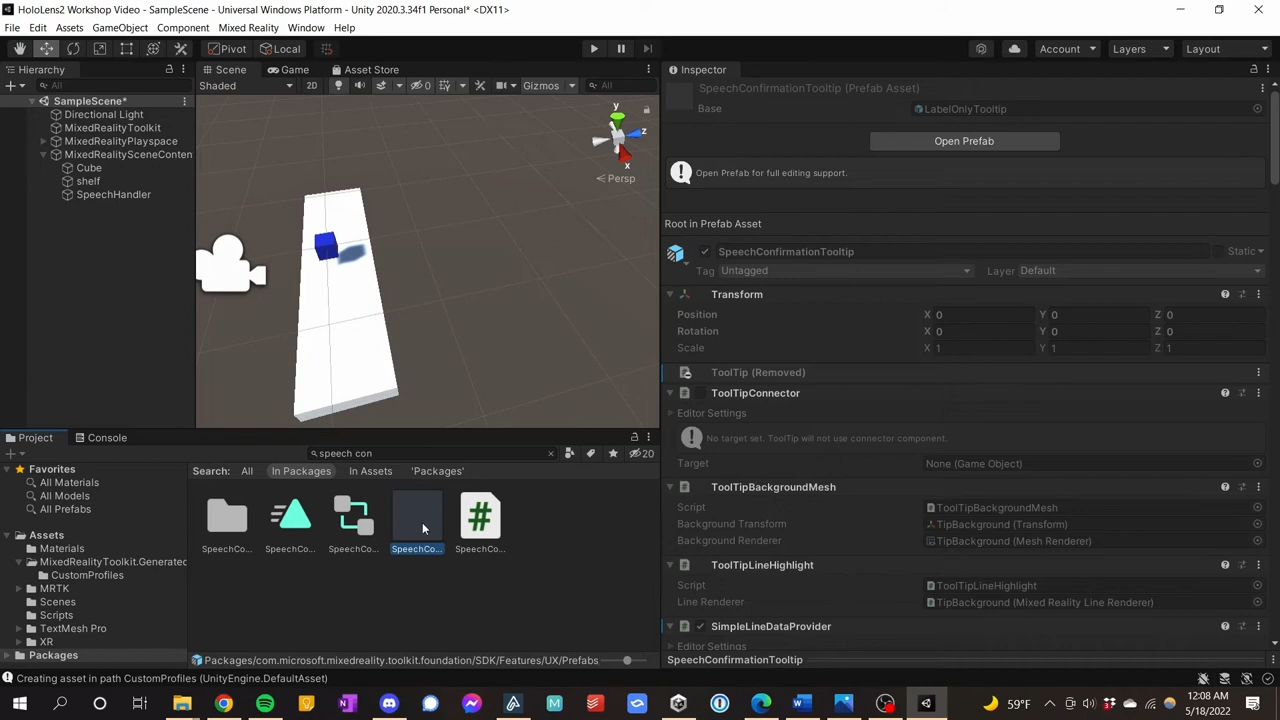 HoloLens2 Workshop Video - SampleScene - Universal Windows Platform - Unity 2020.3.34f1 Personal* <DX11>
File Edit Assets GameObject Component Mixed Reality Window Help
Pivot Local Account Layers Layout
Hierarchy
All
SampleScene*
Directional Light
MixedRealityToolkit
MixedRealityPlayspace
MixedRealitySceneConten
Cube
shelf
SpeechHandler
Scene Game Asset Store
Shaded 2D 0 Gizmos All
y
z
x
Persp
Inspector
SpeechConfirmationTooltip (Prefab Asset)
Base LabelOnlyTooltip
Open Prefab
Open Prefab for full editing support.
Root in Prefab Asset
SpeechConfirmationTooltip Static
Tag Untagged Layer Default
Transform
Position X 0 Y 0 Z 0
Rotation X 0 Y 0 Z 0
Scale X 1 Y 1 Z 1
ToolTip (Removed)
ToolTipConnector
Editor Settings
No target set. ToolTip will not use connector component.
Target None (Game Object)
ToolTipBackgroundMesh
Script ToolTipBackgroundMesh
Background Transform TipBackground (Transform)
Background Renderer TipBackground (Mesh Renderer)
ToolTipLineHighlight
Script ToolTipLineHighlight
Line Renderer TipBackground (Mixed Reality Line Renderer)
SimpleLineDataProvider
Editor Settings
SpeechConfirmationTooltip
Project Console
speech con 20
Favorites
All Materials
All Models
All Prefabs
Assets
Materials
MixedRealityToolkit.Generated
CustomProfiles
MRTK
Scenes
Scripts
TextMesh Pro
XR
Packages
Search: All In Packages In Assets 'Packages'
SpeechCo... SpeechCo... SpeechCo... SpeechCo... SpeechCo...
Packages/com.microsoft.mixedreality.toolkit.foundation/SDK/Features/UX/Prefabs
Creating asset in path CustomProfiles (UnityEngine.DefaultAsset)
59°F
12:08 AM
5/18/2022